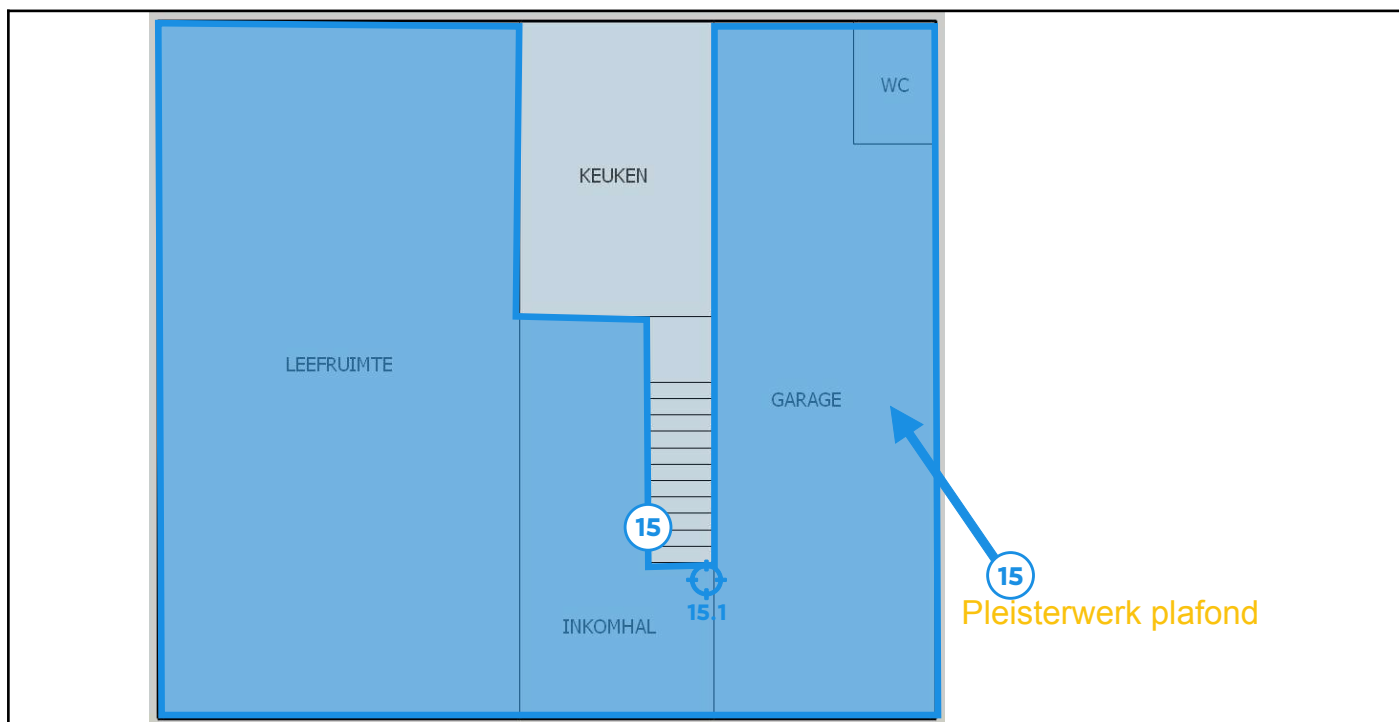 WC
KEUKEN
LEEFRUIMTE
GARAGE
15
15
15.1
Pleisterwerk plafond
INKOMHAL